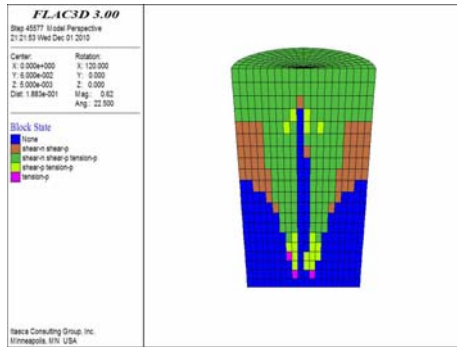 FLAC3D 3.00
Step 45577 Model Perspective
21:21:53 Wed Dec 01 2010
Center: Rotation:
X: 0.000e+000 X: 120.000
Y: 6.000e-002 Y: 0.000
Z: 5.000e-003 Z: 0.000
Dist: 1.883e-001 Mag.: 0.62
Ang.: 22.500
Block State
None
shear-n shear-p
shear-n shear-p tension-p
shear-p tension-p
tension-p
Itasca Consulting Group, Inc.
Minneapolis, MN USA